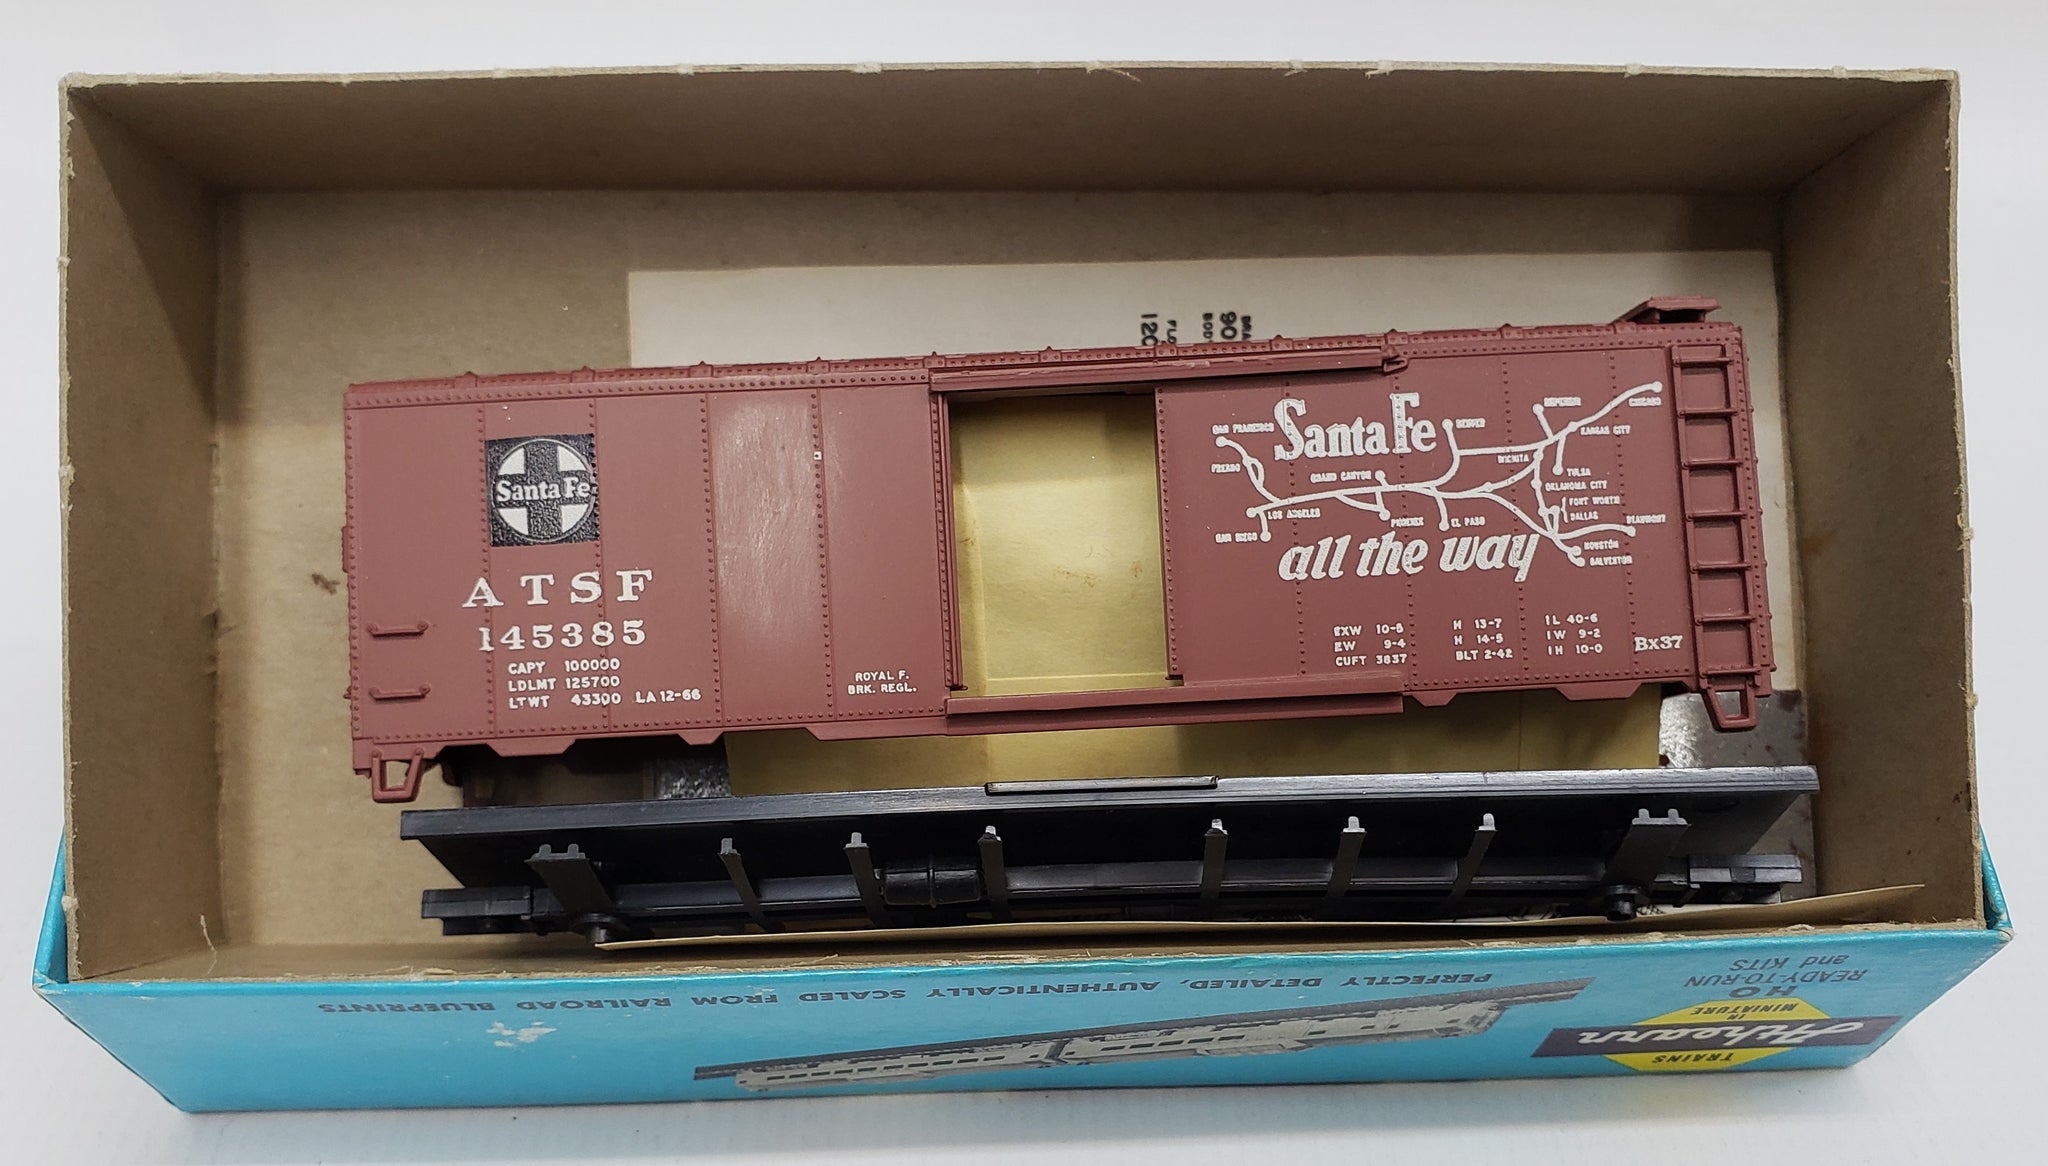 Santa Fe
A T S F
145385
CAPY 100000
LDLMT 125700
LTWT 43300 LA 12-66
ROYAL F.
BRK. REGL.
Santa Fe
SAN FRANCISCO
FRESNO
GRAND CANYON
LOS ANGELES
SAN DIEGO
PHOENIX
EL PASO
DENVER
SUPERIOR
CHICAGO
KANSAS CITY
WICHITA
TULSA
OKLAHOMA CITY
FORT WORTH
DALLAS
BEAUMONT
HOUSTON
GALVESTON
all the way
EXW 10-8
EW 9-4
CUFT 3837
H 13-7
H 14-5
BLT 2-42
IL 40-6
IW 9-2
IH 10-0
Bx37
90
120
PERFECTLY DETAILED, AUTHENTICALLY SCALED FROM RAILROAD BLUEPRINTS
TRAINS
Athearn
IN
MINIATURE
HO
READY-TO-RUN
and KITS